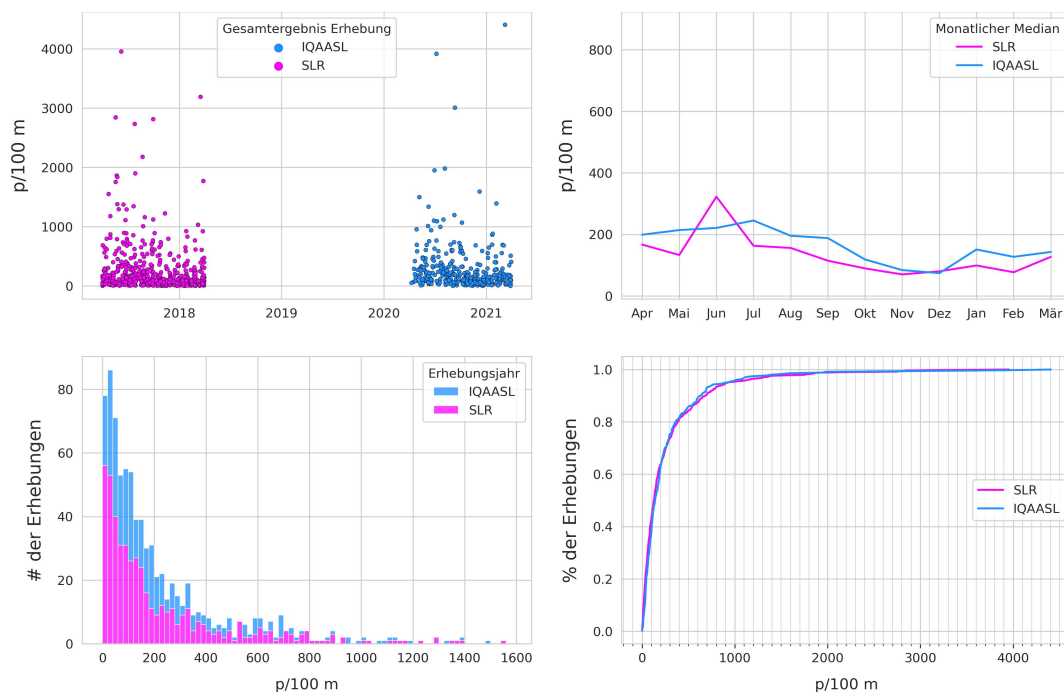 Gesamtergebnis Erhebung
IQAASL
SLR
p/100 m
4000
3000
2000
1000
0
2018
2019
2020
2021
Monatlicher Median
SLR
IQAASL
p/100 m
800
600
400
200
0
Apr
Mai
Jun
Jul
Aug
Sep
Okt
Nov
Dez
Jan
Feb
Mär
Erhebungsjahr
IQAASL
SLR
# der Erhebungen
80
60
40
20
0
0
200
400
600
800
1000
1200
1400
1600
p/100 m
SLR
IQAASL
% der Erhebungen
1.0
0.8
0.6
0.4
0.2
0.0
0
1000
2000
3000
4000
p/100 m